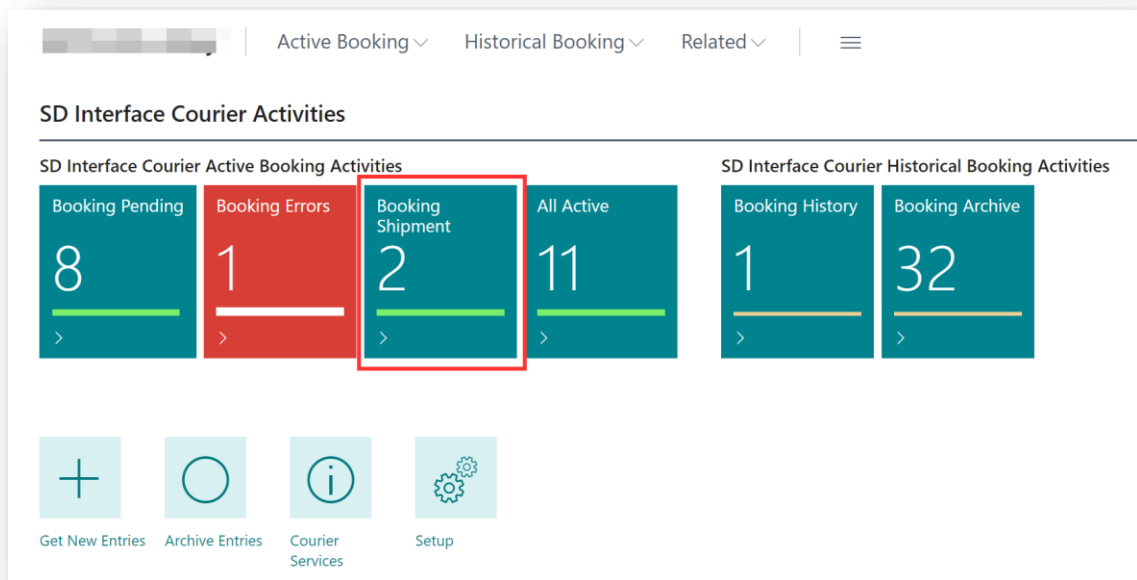 Active Booking Historical Booking Related
SD Interface Courier Activities
SD Interface Courier Active Booking Activities
Booking Pending
8
Booking Errors
1
Booking
Shipment
2
All Active
11
SD Interface Courier Historical Booking Activities
Booking History
1
Booking Archive
32
Get New Entries
Archive Entries
Courier
Services
Setup